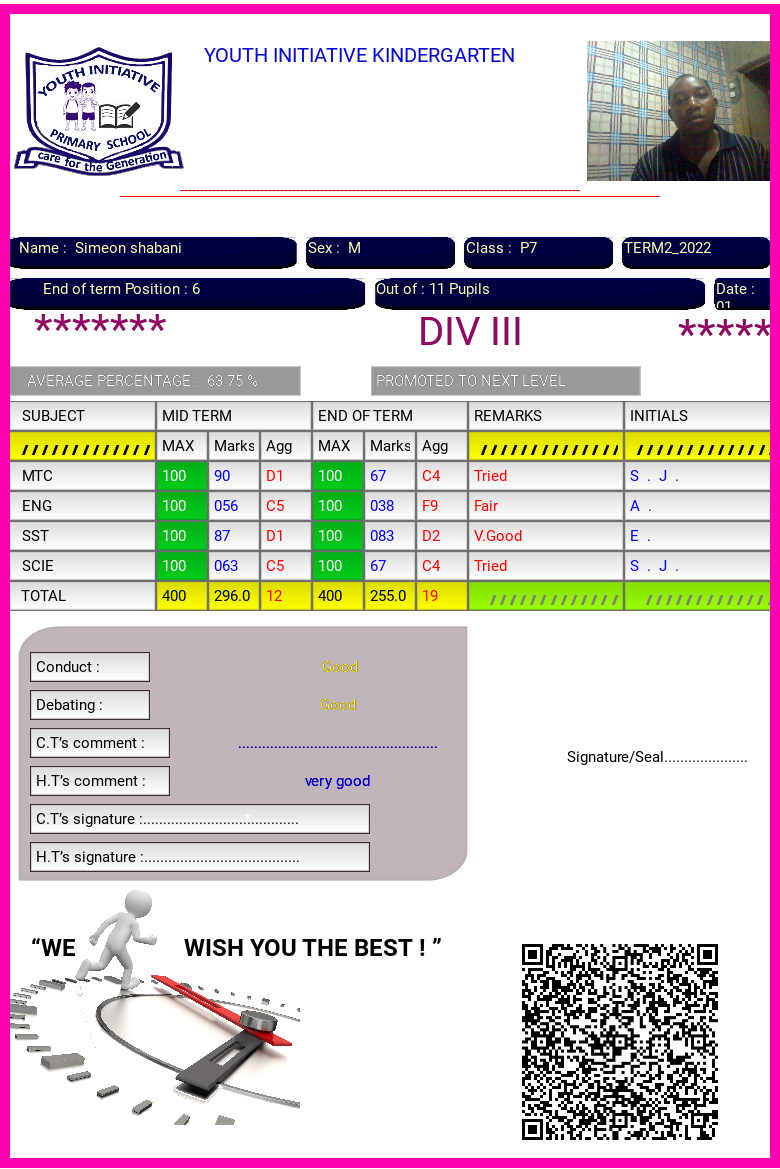 YOUTH INITIATIVE KINDERGARTEN
YOUTH INITIATIVE
PRIMARY SCHOOL
care for the Generation
Name : Simeon shabani
Sex : M
Class : P7
TERM2_2022
End of term Position : 6
Out of : 11 Pupils
Date :
01
******* DIV III *****
AVERAGE PERCENTAGE : 63.75 %
PROMOTED TO NEXT LEVEL
SUBJECT MID TERM END OF TERM REMARKS INITIALS
MAX Marks Agg MAX Marks Agg
MTC 100 90 D1 100 67 C4 Tried S . J .
ENG 100 056 C5 100 038 F9 Fair A .
SST 100 87 D1 100 083 D2 V.Good E .
SCIE 100 063 C5 100 67 C4 Tried S . J .
TOTAL 400 296.0 12 400 255.0 19
Conduct : Good
Debating : Good
C.T’s comment : ..................................................
H.T’s comment : very good
C.T’s signature :.......................................
H.T’s signature :.......................................
Signature/Seal.....................
“WE WISH YOU THE BEST ! ”